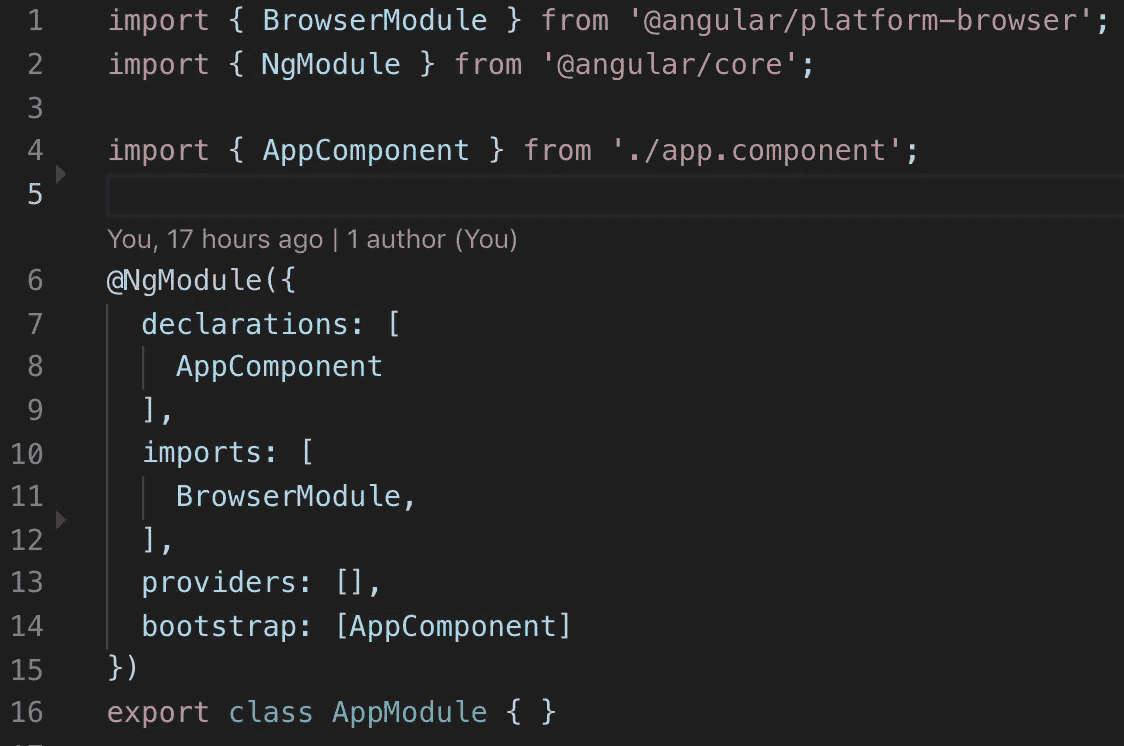 1 import { BrowserModule } from '@angular/platform-browser';
2 import { NgModule } from '@angular/core';
3
4 import { AppComponent } from './app.component';
5
You, 17 hours ago | 1 author (You)
6 @NgModule({
7   declarations: [
8     AppComponent
9   ],
10   imports: [
11     BrowserModule,
12   ],
13   providers: [],
14   bootstrap: [AppComponent]
15 })
16 export class AppModule { }